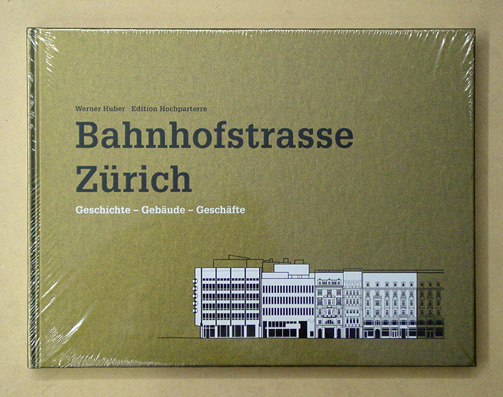 Werner Huber Edition Hochparterre
Bahnhofstrasse
Zürich
Geschichte – Gebäude – Geschäfte